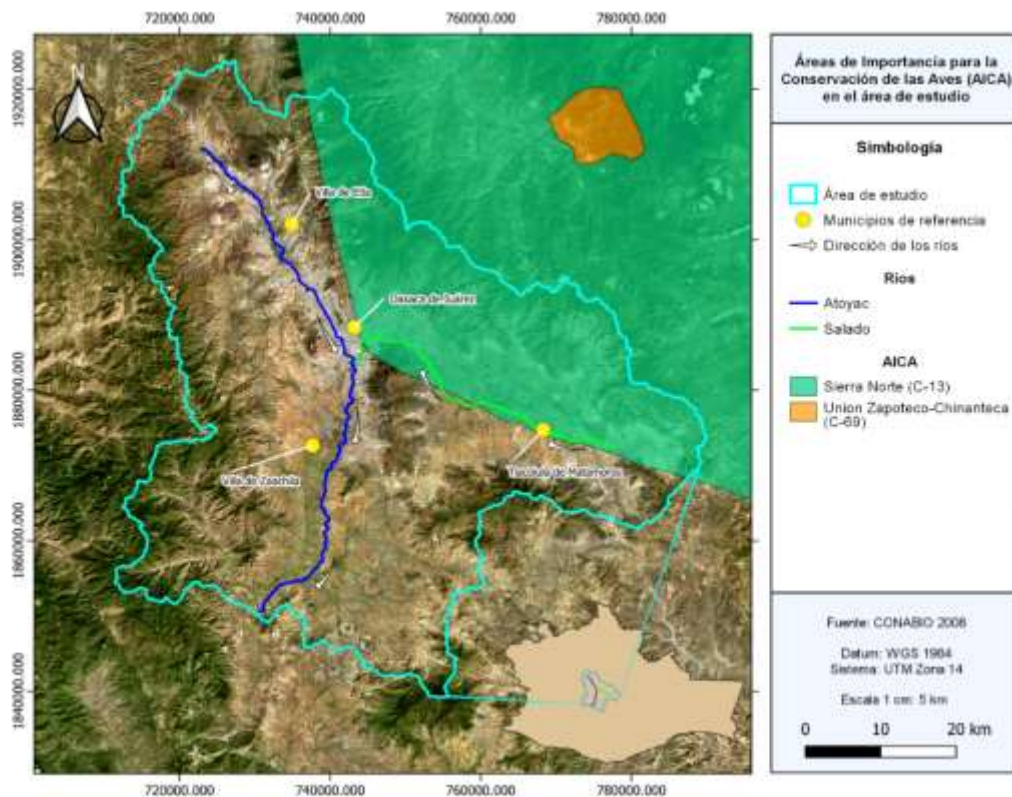 720000.000
740000.000
760000.000
780000.000
1920000.000
1900000.000
1880000.000
1860000.000
1840000.000
N
Villa de Etla
Oaxaca de Juárez
Villa de Zaachila
Tlacolula de Matamoros
720000.000
740000.000
760000.000
780000.000
Áreas de Importancia para la
Conservación de las Aves (AICA)
en el área de estudio
Simbología
Área de estudio
Municipios de referencia
Dirección de los ríos
Ríos
Atoyac
Salado
AICA
Sierra Norte (C-13)
Union Zapoteco-Chinanteca
(C-69)
Fuente: CONABIO 2008
Datum: WGS 1984
Sistema: UTM Zona 14
Escala 1 cm: 5 km
0
10
20 km